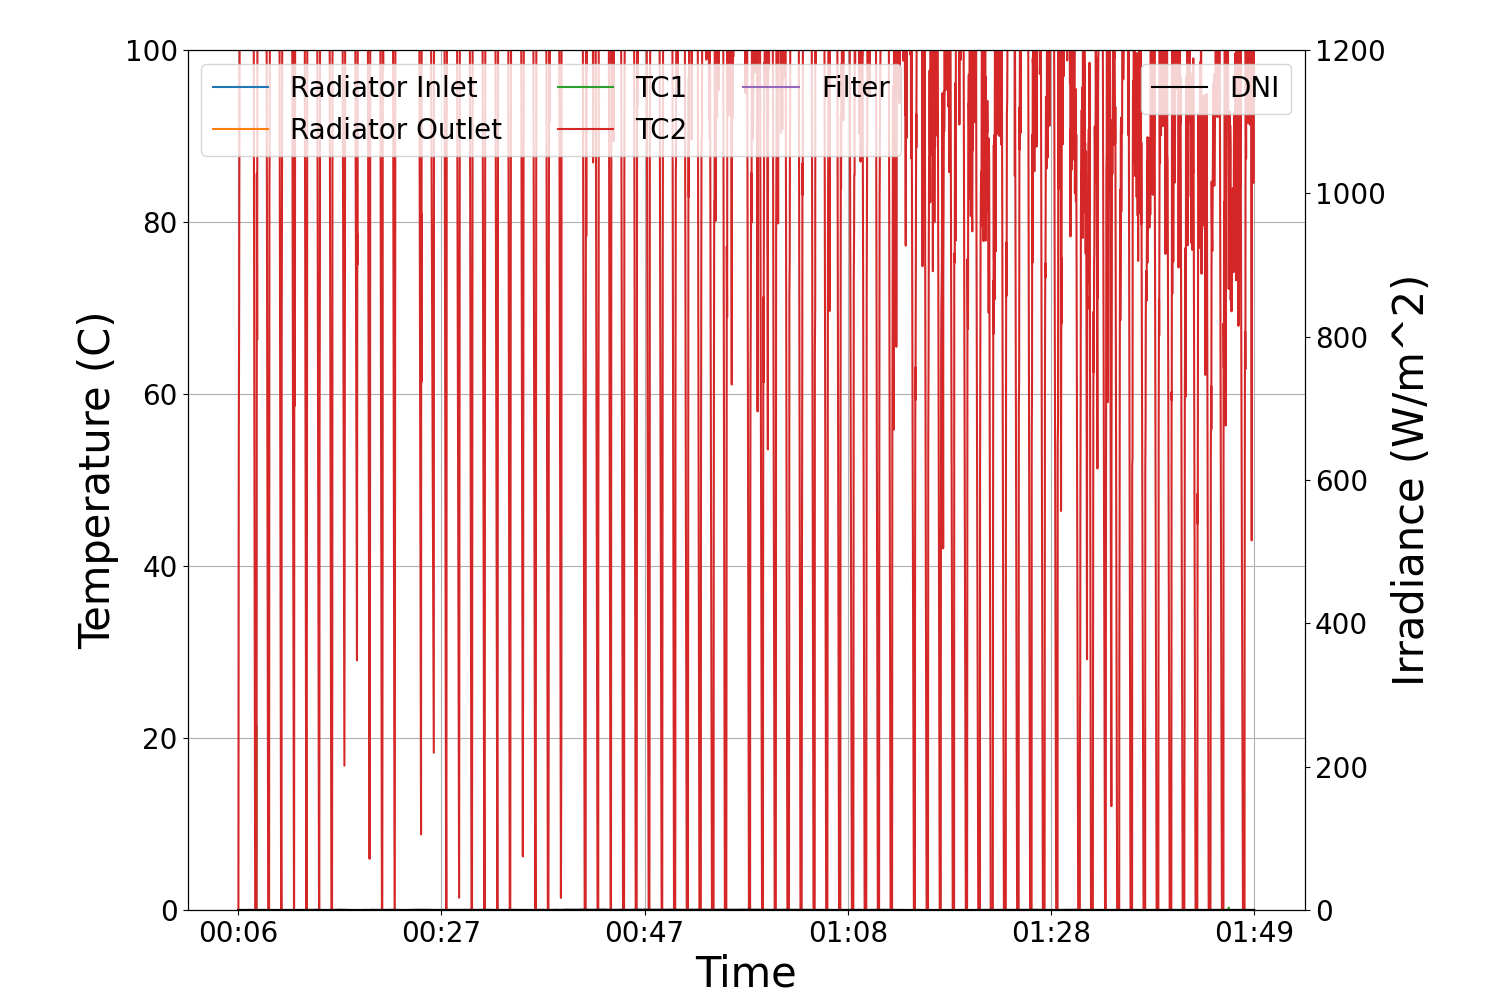 100
80
60
40
20
0
Temperature (C)
Radiator Inlet
Radiator Outlet
TC1
TC2
Filter
DNI
1200
1000
800
600
400
200
0
Irradiance (W/m^2)
00:06
00:27
00:47
01:08
01:28
01:49
Time